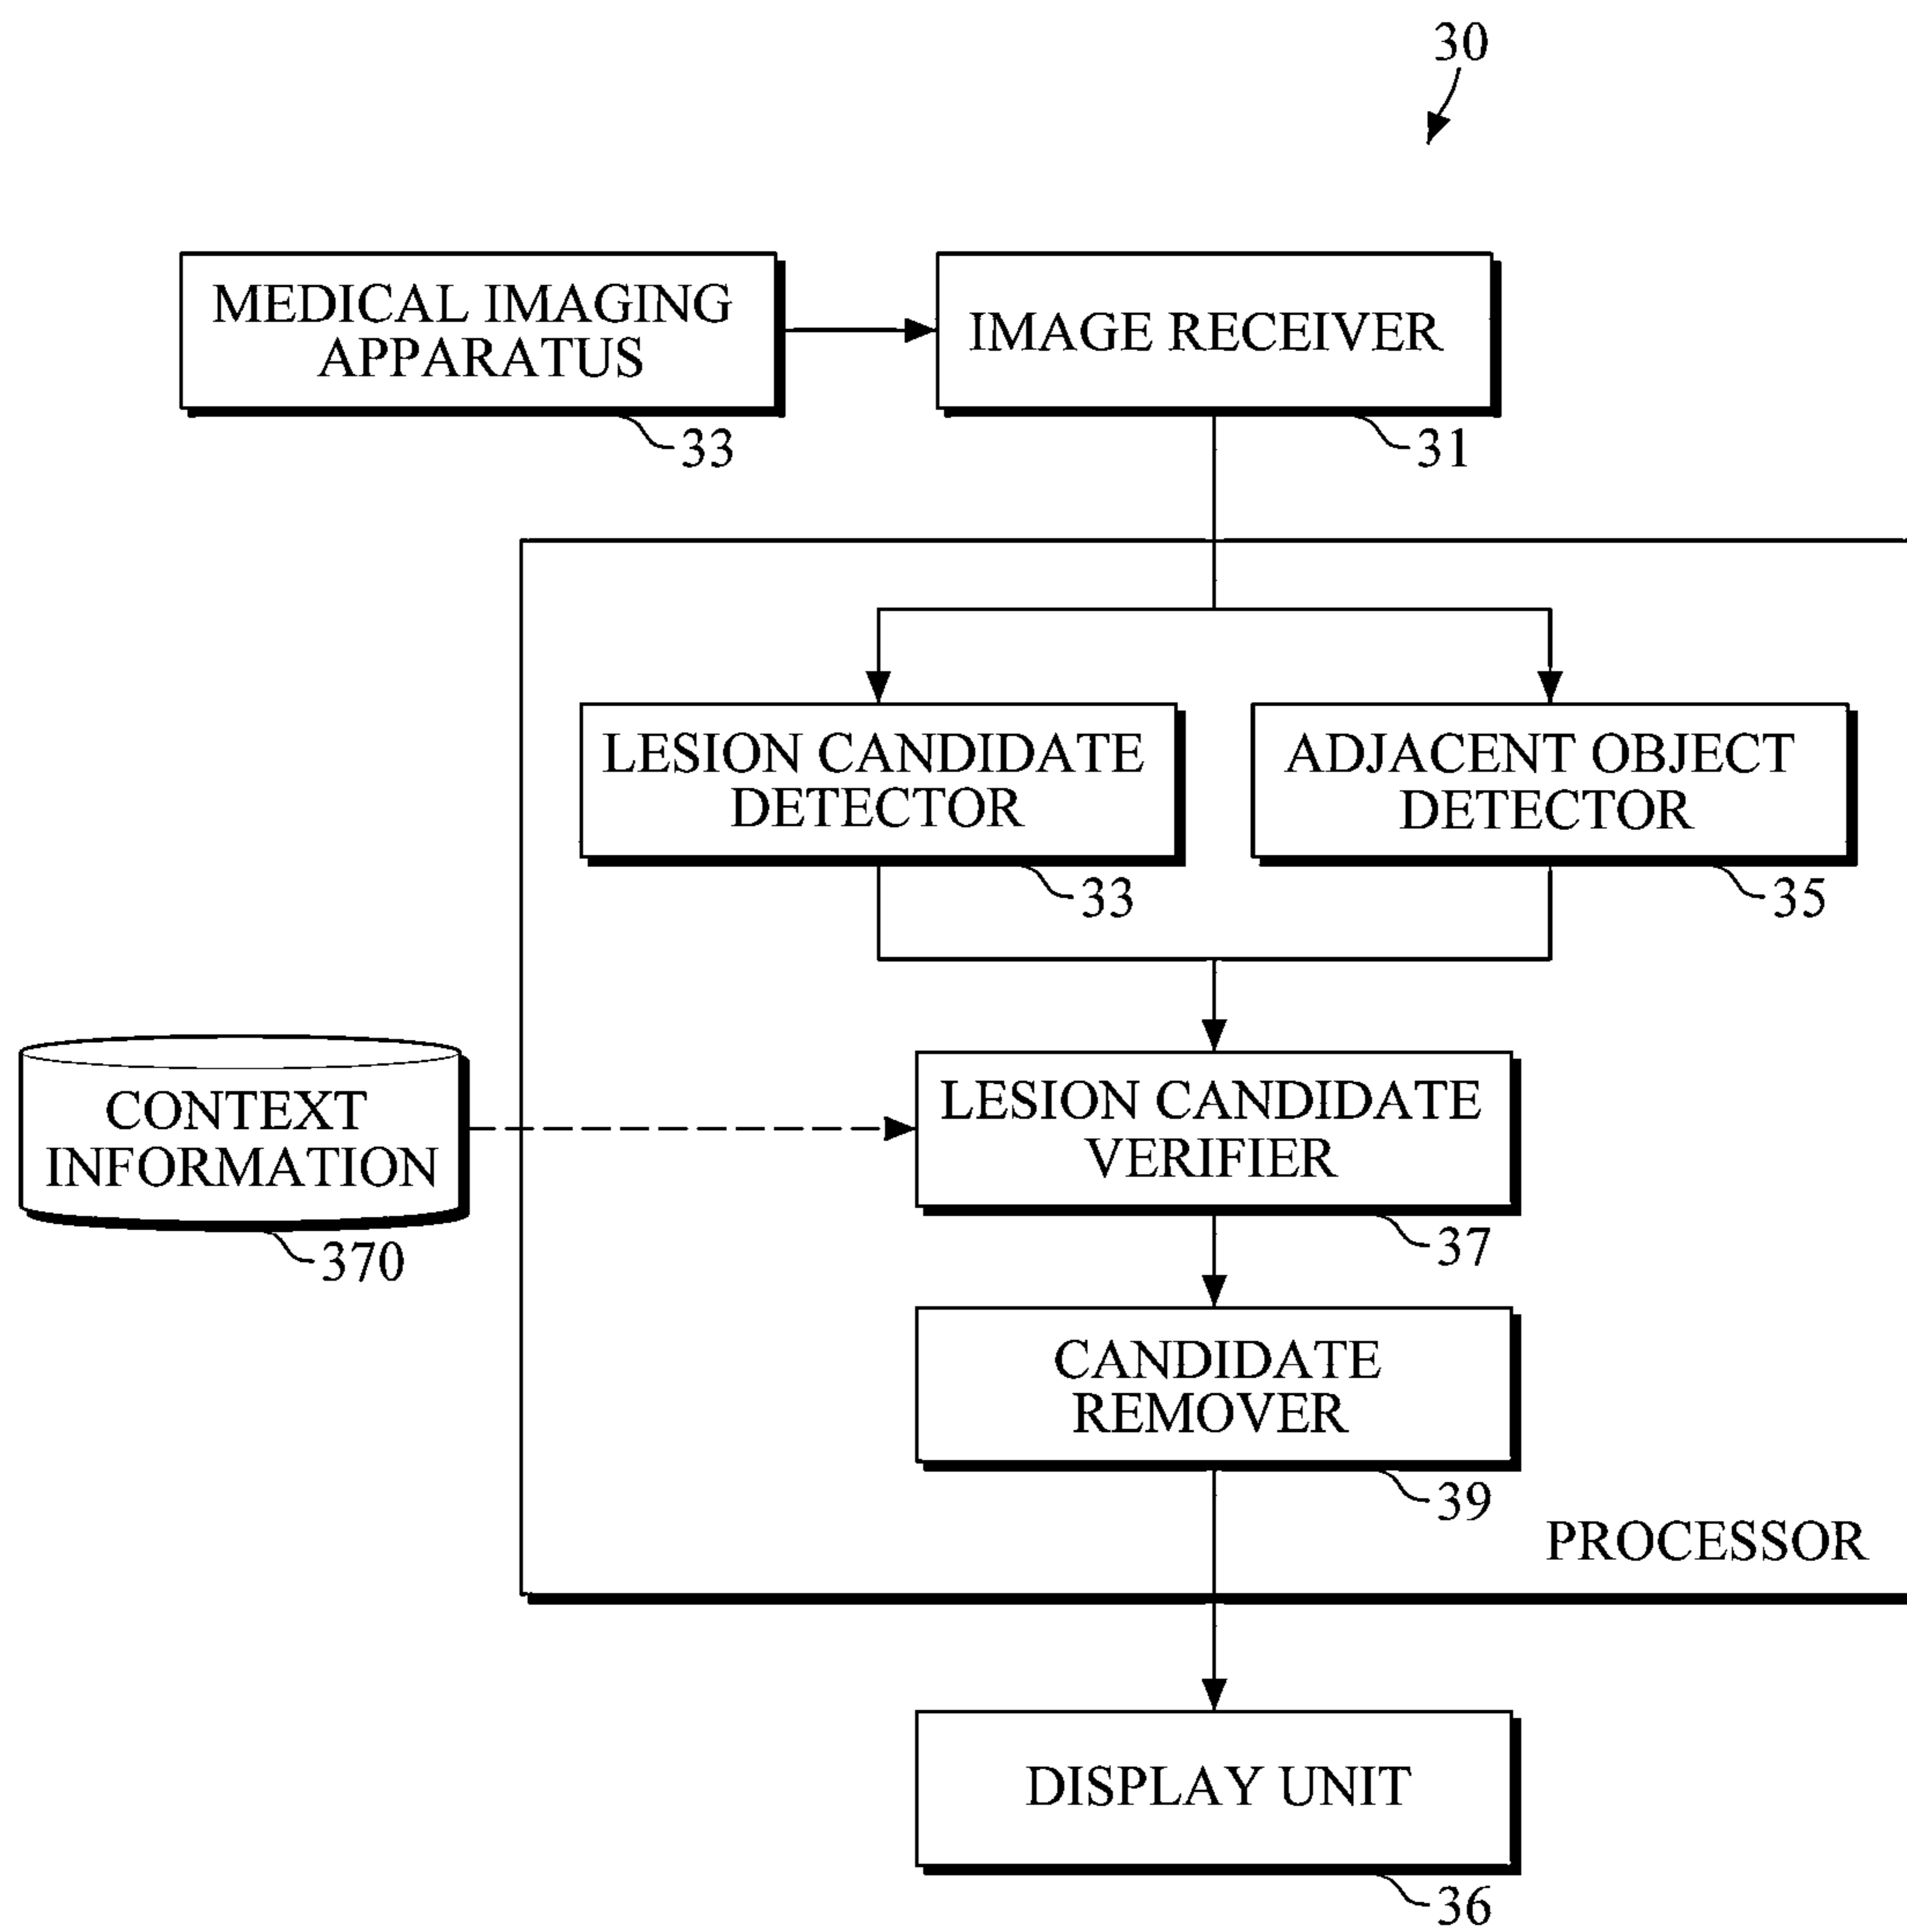 30
MEDICAL IMAGING
APPARATUS
33
IMAGE RECEIVER
31
LESION CANDIDATE
DETECTOR
33
ADJACENT OBJECT
DETECTOR
35
CONTEXT
INFORMATION
370
LESION CANDIDATE
VERIFIER
37
CANDIDATE
REMOVER
39
PROCESSOR
DISPLAY UNIT
36